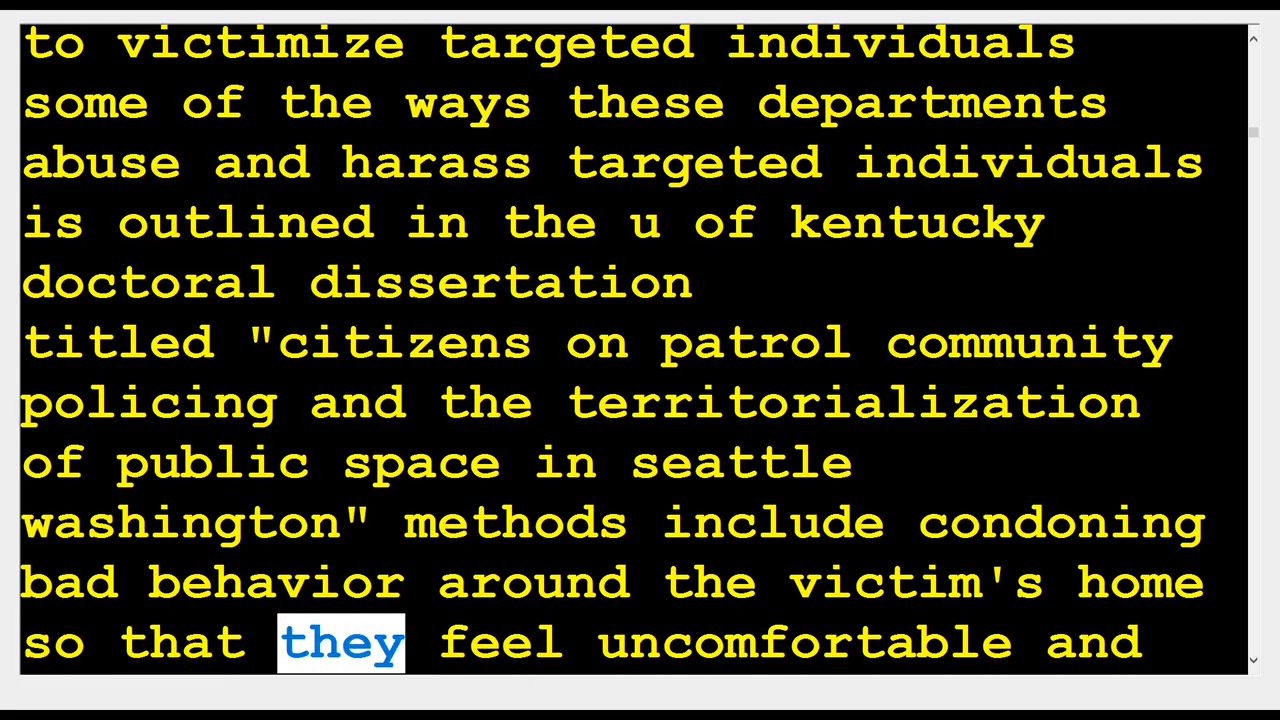 to victimize targeted individuals
some of the ways these departments
abuse and harass targeted individuals
is outlined in the u of kentucky
doctoral dissertation
titled "citizens on patrol community
policing and the territorialization
of public space in seattle
washington" methods include condoning
bad behavior around the victim's home
so that they feel uncomfortable and